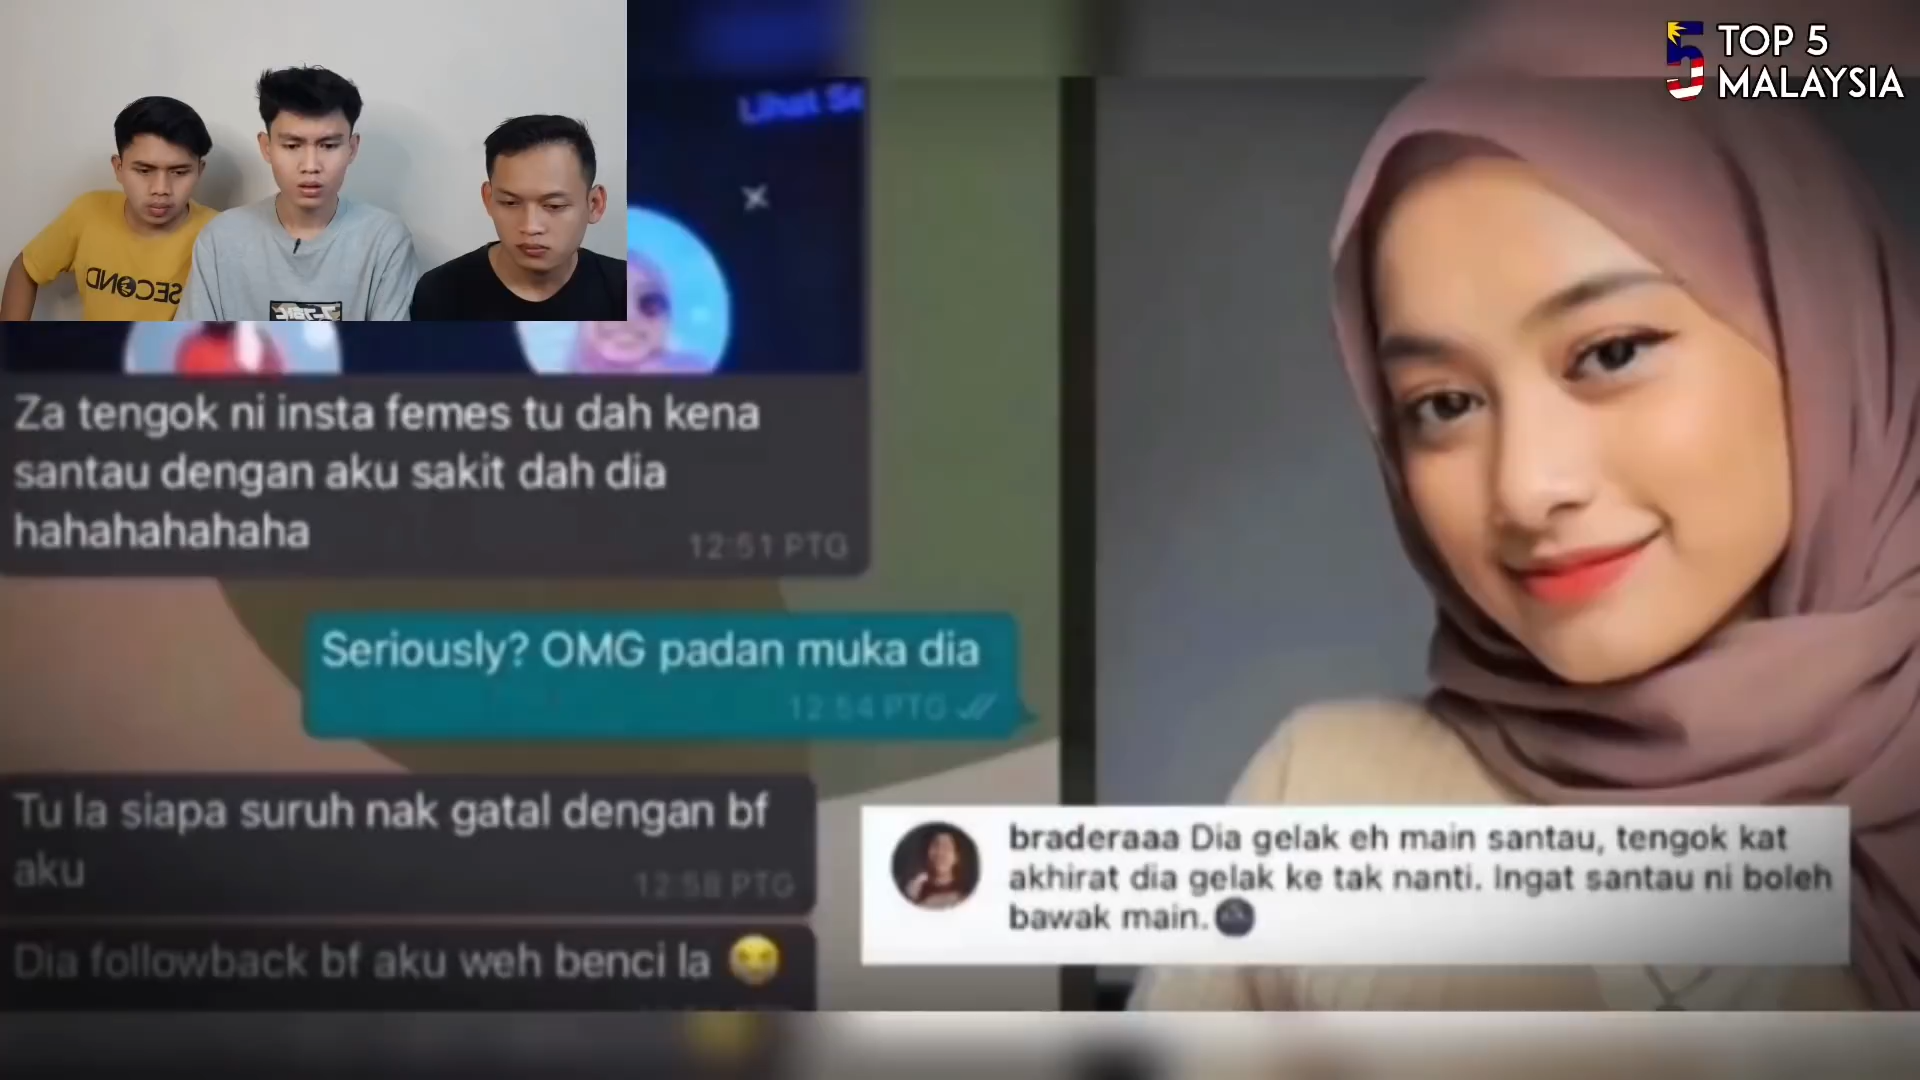 TOP 5
MALAYSIA
Lihat Se
SECOND
Za tengok ni insta femes tu dah kena
santau dengan aku sakit dah dia
hahahahahaha
12:51 PTG
Seriously? OMG padan muka dia
12:54 PTG
Tu la siapa suruh nak gatal dengan bf
aku
12:58 PTG
Dia followback bf aku weh benci la 😆
braderaaa Dia gelak eh main santau, tengok kat
akhirat dia gelak ke tak nanti. Ingat santau ni boleh
bawak main.